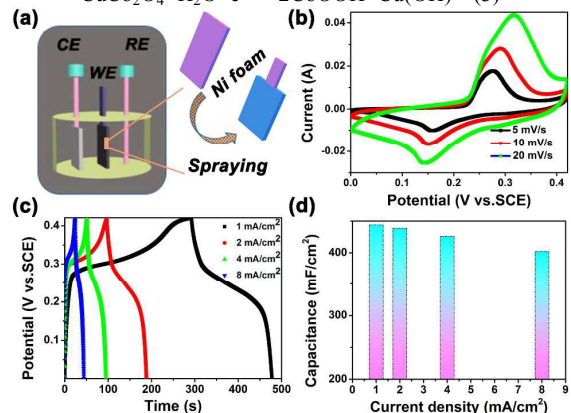 2CoOOH
(3)
(a)
CE
RE
WE
Ni foam
Spraying
(b)
Current (A)
0.04
0.02
0.00
-0.02
5 mV/s
10 mV/s
20 mV/s
0.0 0.1 0.2 0.3 0.4
Potential (V vs.SCE)
(c)
Potential (V vs.SCE)
0.4
0.3
0.2
0.1
1 mA/cm²
2 mA/cm²
4 mA/cm²
8 mA/cm²
0 100 200 300 400 500
Time (s)
(d)
Capacitance (mF/cm²)
400
300
200
0 1 2 3 4 5 6 7 8 9
Current density (mA/cm²)